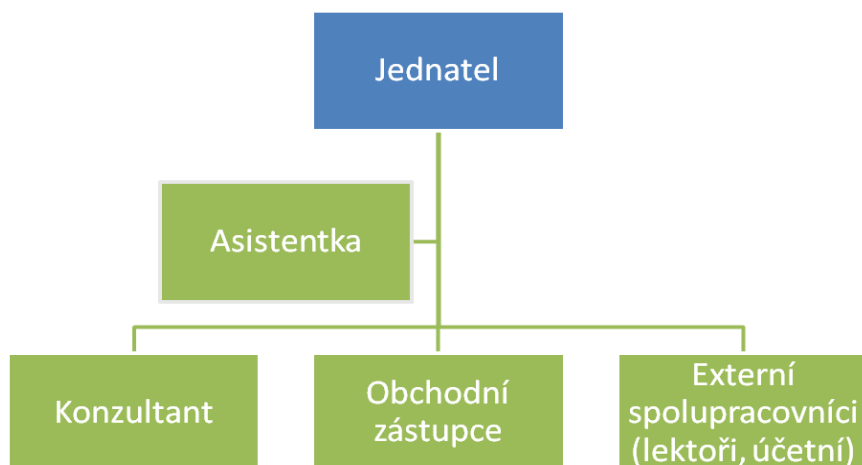 Jednatel
Asistentka
Konzultant
Obchodní
zástupce
Externí
spolupracovníci
(lektoři, účetní)